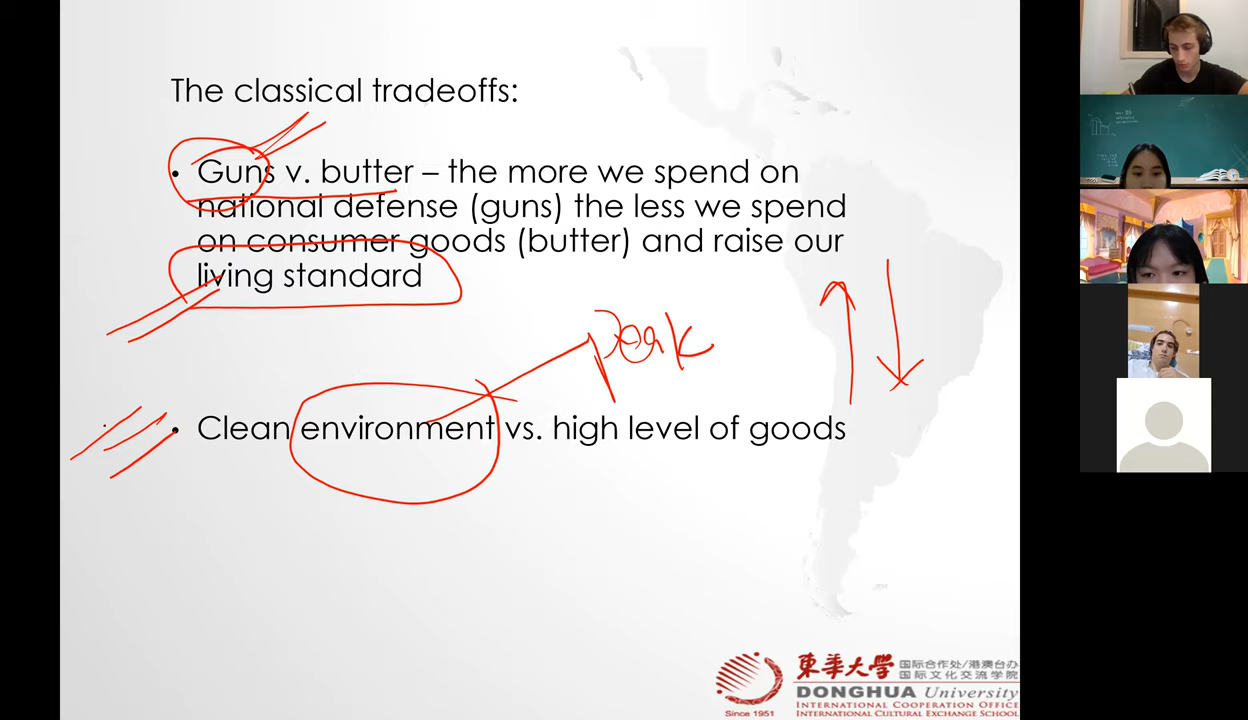 The classical tradeoffs:
• Guns v. butter – the more we spend on
national defense (guns) the less we spend
on consumer goods (butter) and raise our
living standard
peak
• Clean environment vs. high level of goods
東華大學
国际合作处/港澳台办
国际文化交流学院
DONGHUA University
INTERNATIONAL COOPERATION OFFICE
INTERNATIONAL CULTURAL EXCHANGE SCHOOL
Since 1951